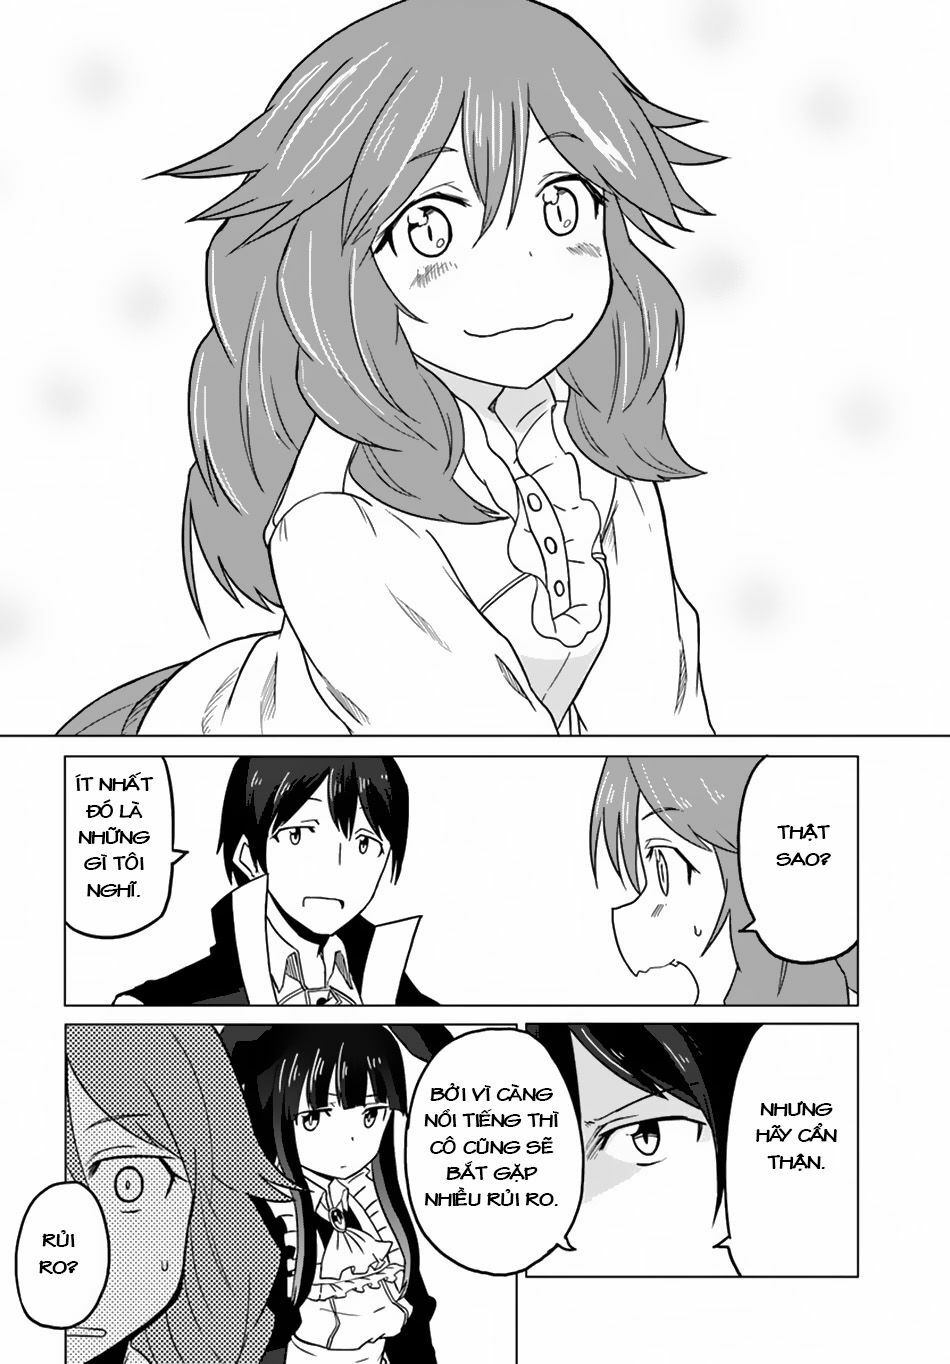 THẬT
SAO?
ÍT NHẤT
ĐÓ LÀ
NHỮNG
GÌ TÔI
NGHĨ.
NHƯNG
HÃY CẨN
THẬN.
BỞI VÌ CÀNG
NỔI TIẾNG THÌ
CÔ CŨNG SẼ
BẮT GẶP
NHIỀU RỦI RO.
RỦI
RO?